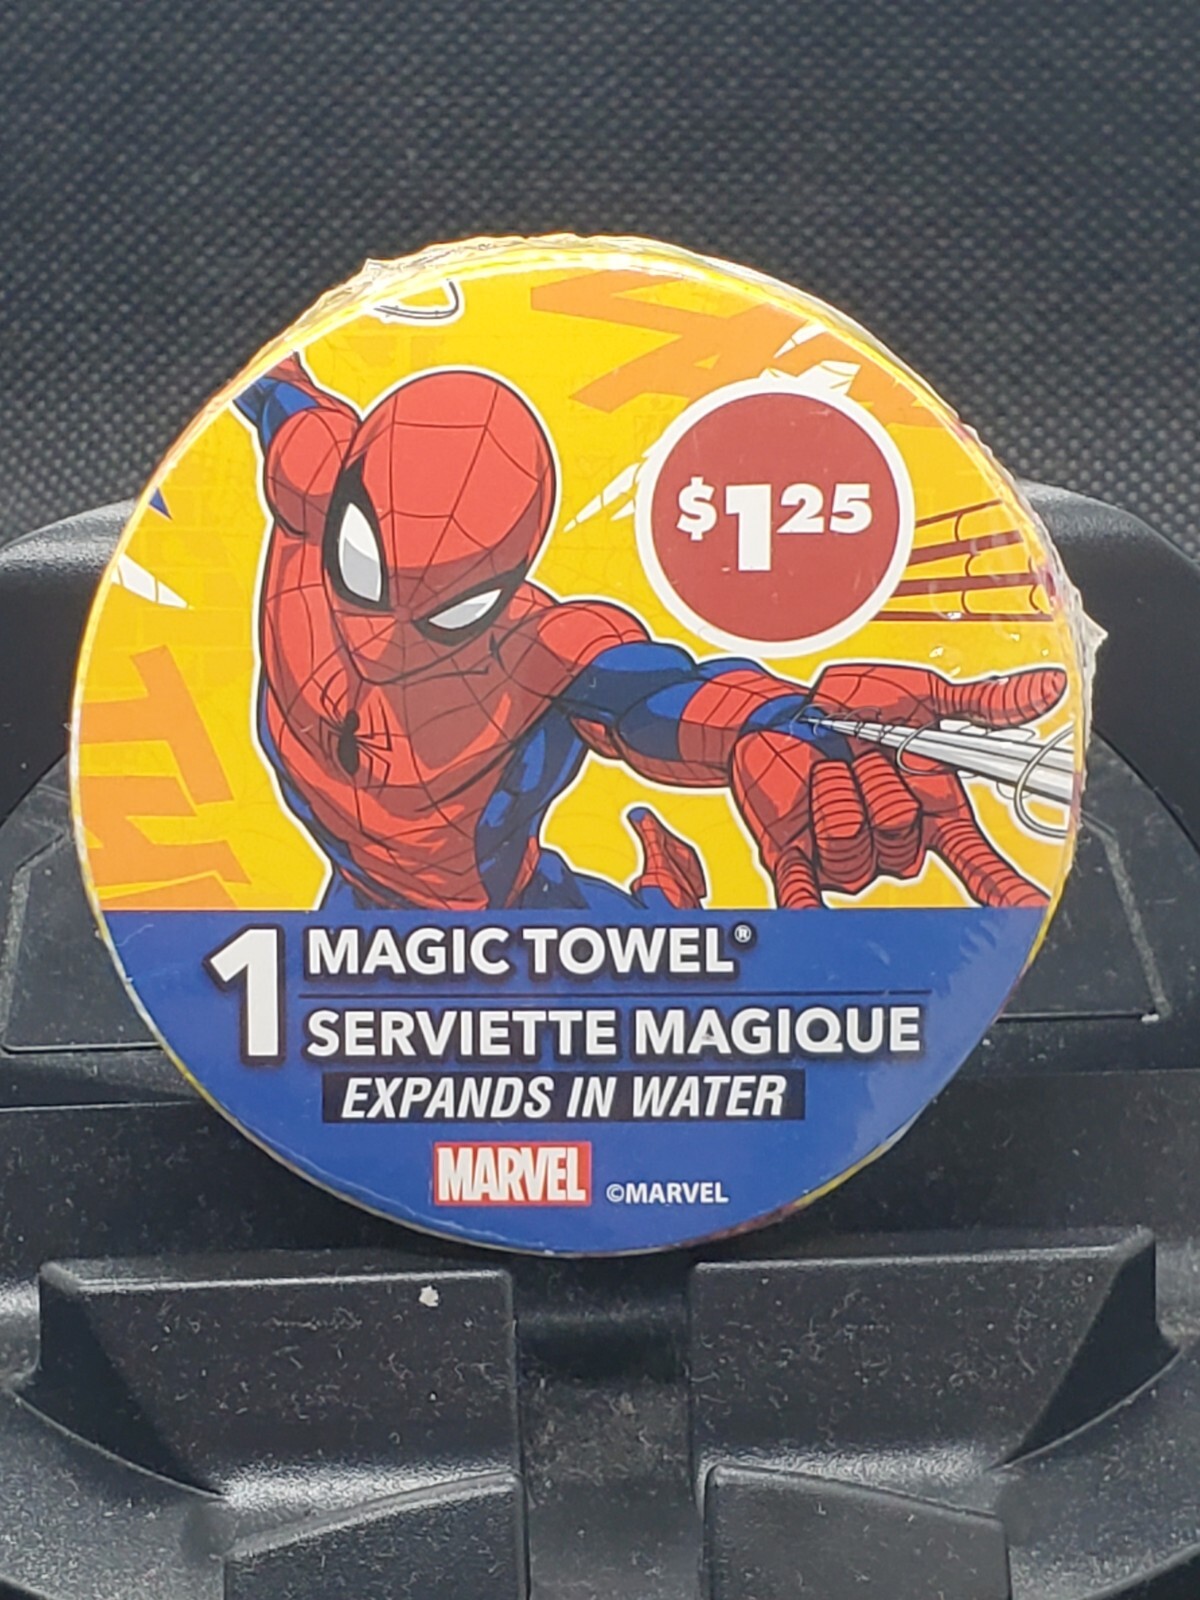 $1.25
1 MAGIC TOWEL®
SERVIETTE MAGIQUE
EXPANDS IN WATER
MARVEL ©MARVEL